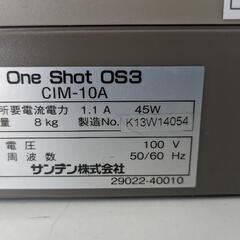 One Shot OS3
CIM-10A
所要電流電力 1.1 A 45W
量 8 kg 製造No. K13W14054
電圧 100 V
周波数 50/60 Hz
サンデン株式会社
29022-40010